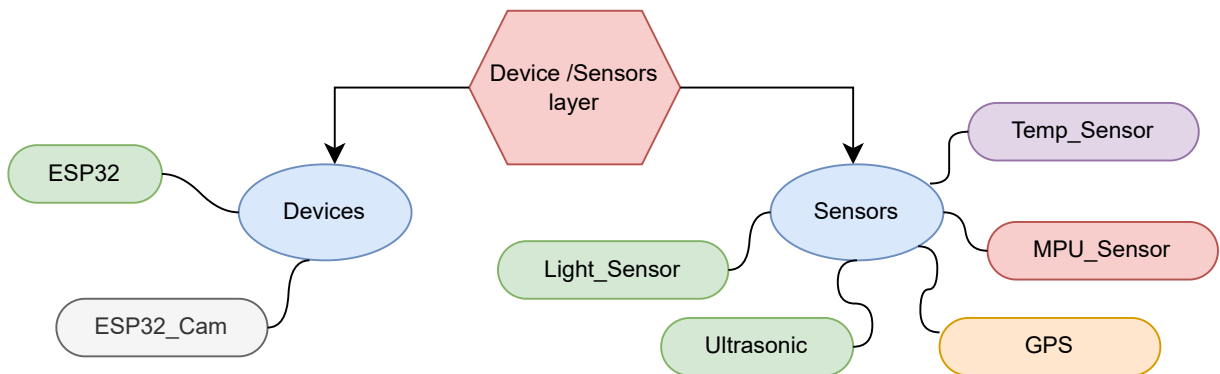 Device /Sensors
layer
Temp_Sensor
ESP32
Devices
Sensors
MPU_Sensor
Light_Sensor
ESP32_Cam
Ultrasonic
GPS